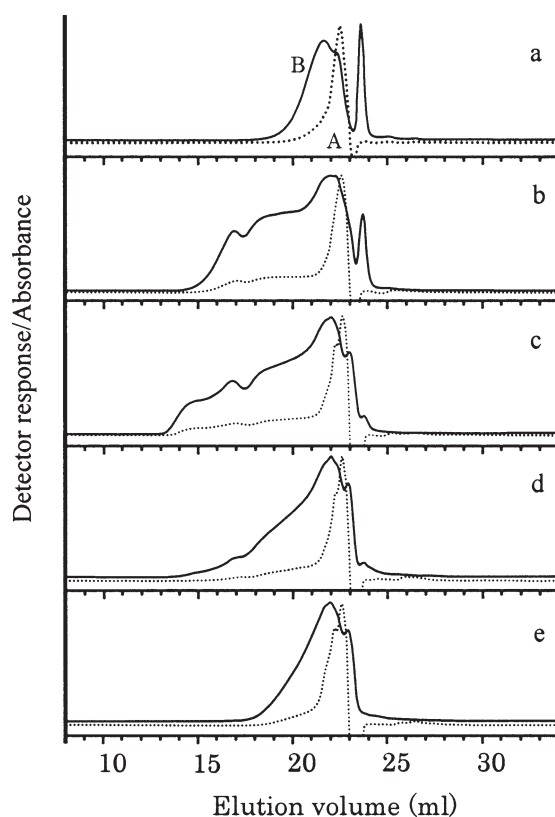 a
B
A
b
c
d
e
Detector response/Absorbance
10 15 20 25 30
Elution volume (ml)